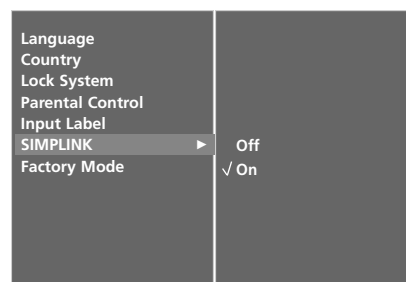 Language
Country
Lock System
Parental Control
Input Label
SIMPLINK ►
Factory Mode
Off
√ On